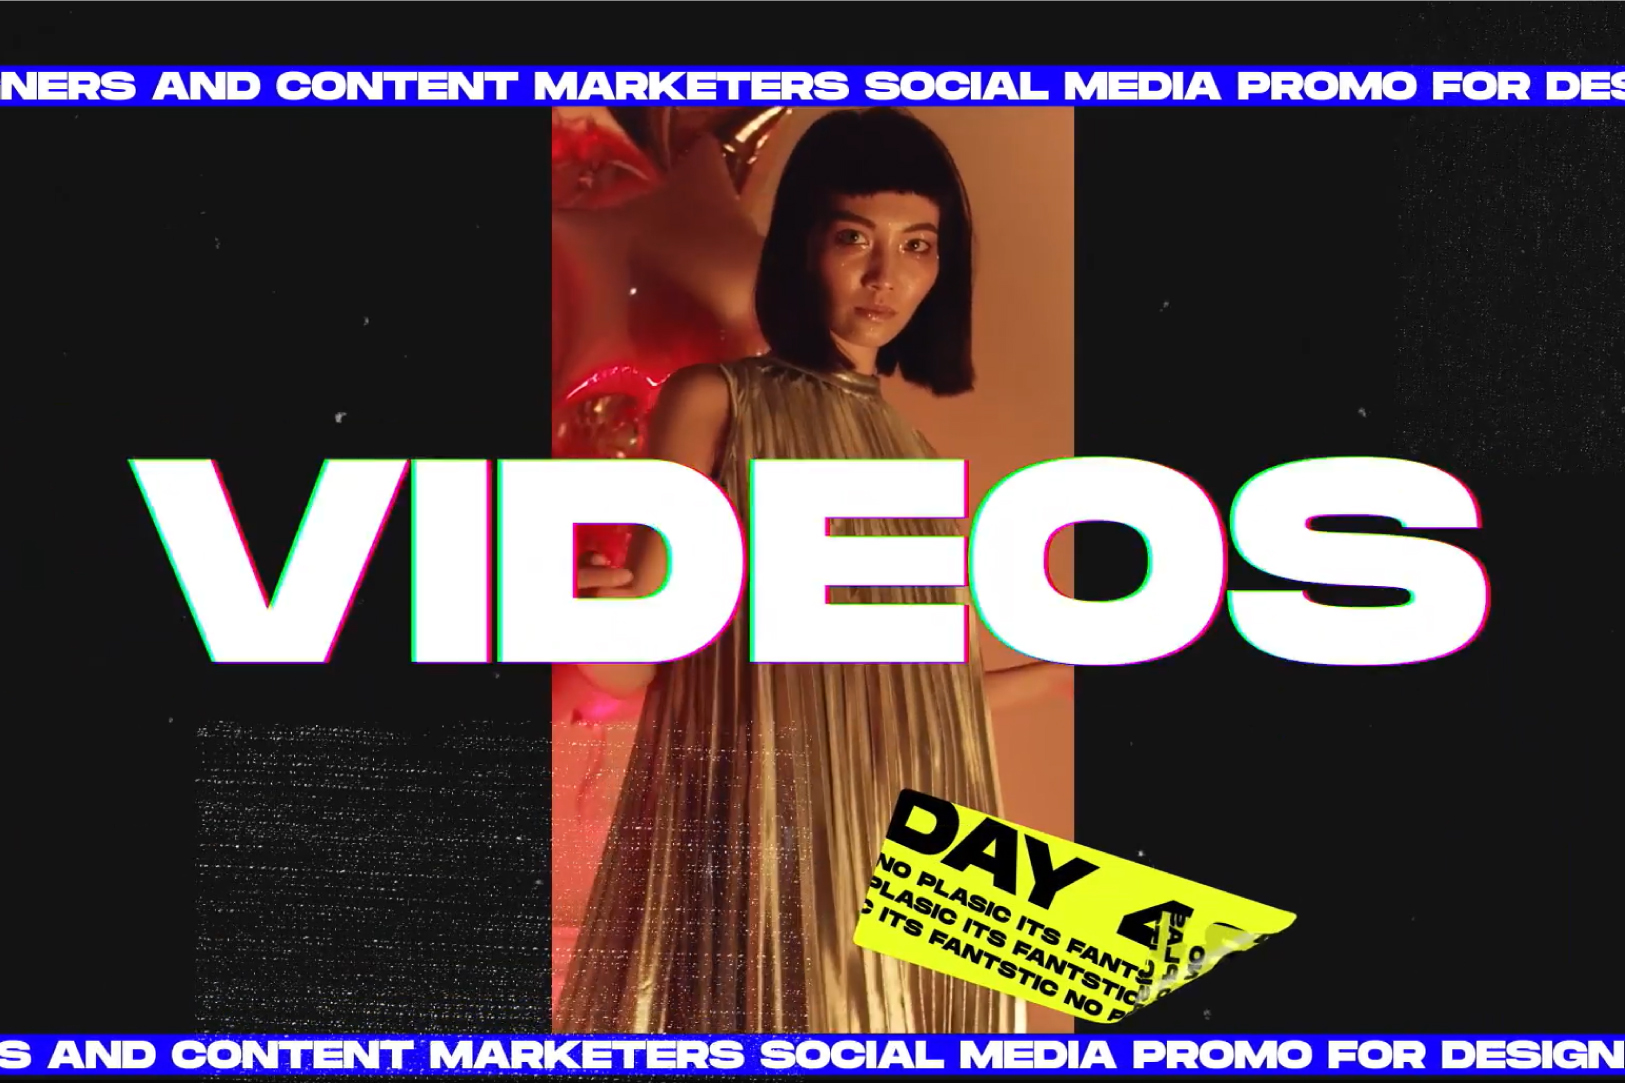 NERS AND CONTENT MARKETERS SOCIAL MEDIA PROMO FOR DES
VIDEOS
DAY 4
NO PLASIC ITS FANT
PLASIC ITS FANTSTIC
C ITS FANTSTIC NO P
S AND CONTENT MARKETERS SOCIAL MEDIA PROMO FOR DESIGN